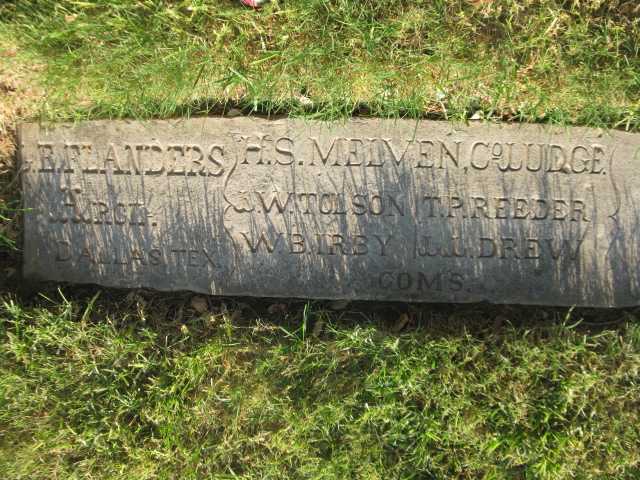 J.E. FLANDERS
ARCT.
DALLAS TEX.
H.S. MELVEN, CO JUDGE.
J.W. TOLSON
W.B. IRBY
T.P. REEDER
J.J. DREW
COMS.